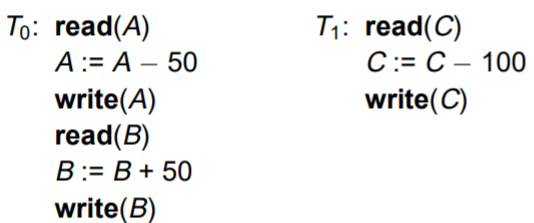 T₀: read(A)
A := A – 50
write(A)
read(B)
B := B + 50
write(B)
T₁: read(C)
C := C – 100
write(C)